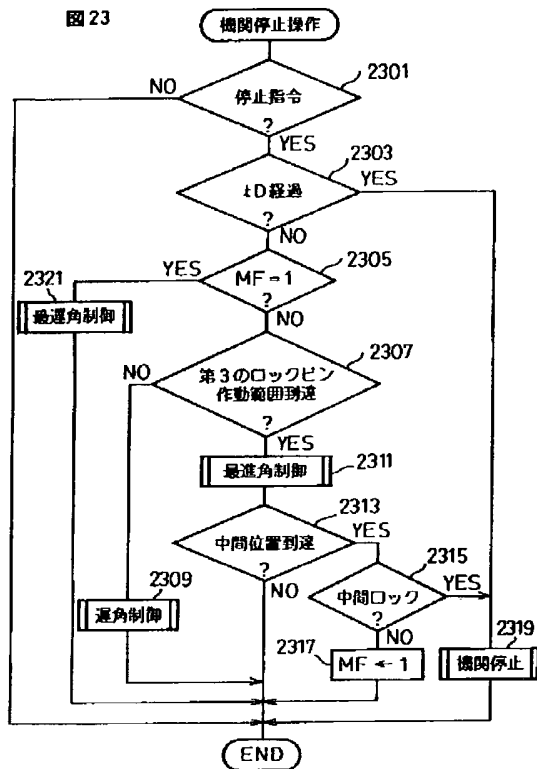 図23
機関停止操作
2301
NO
停止指令
?
YES
2303
YES
tD経過
?
NO
2305
YES
MF=1
?
NO
2321
最遅角制御
2307
NO
第3のロックピン
作動範囲到達
?
YES
最進角制御
2311
2313
中間位置到達
YES
?
NO
2315
中間ロック
YES
?
NO
2309
遅角制御
2317
MF←1
2319
機関停止
END